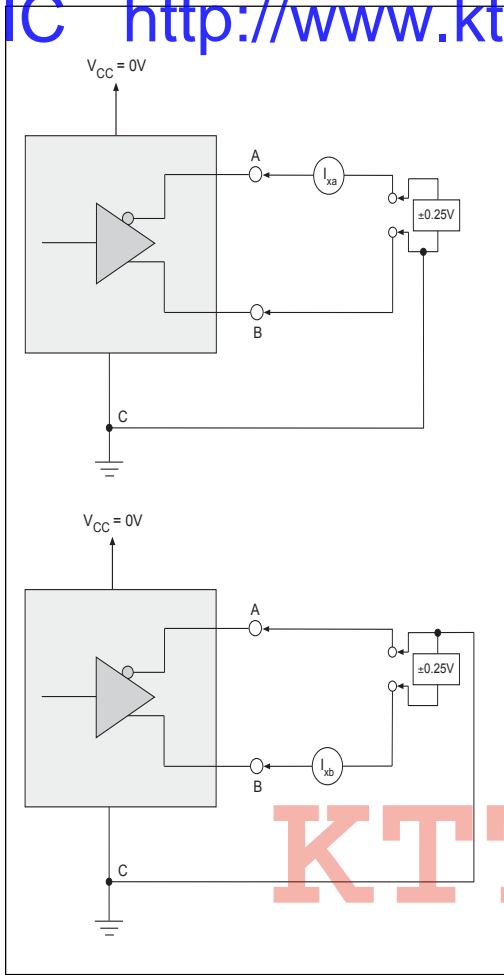 IC http://www.kt
VCC = 0V
A
Ixa
±0.25V
B
C
VCC = 0V
A
±0.25V
Ixb
B
C
KT